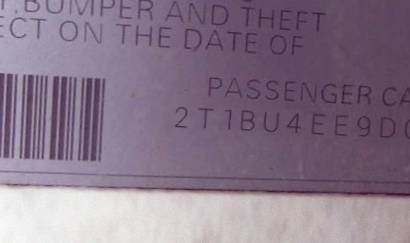 T, BUMPER AND THEFT
ECT ON THE DATE OF
PASSENGER CA
2T1BU4EE9D